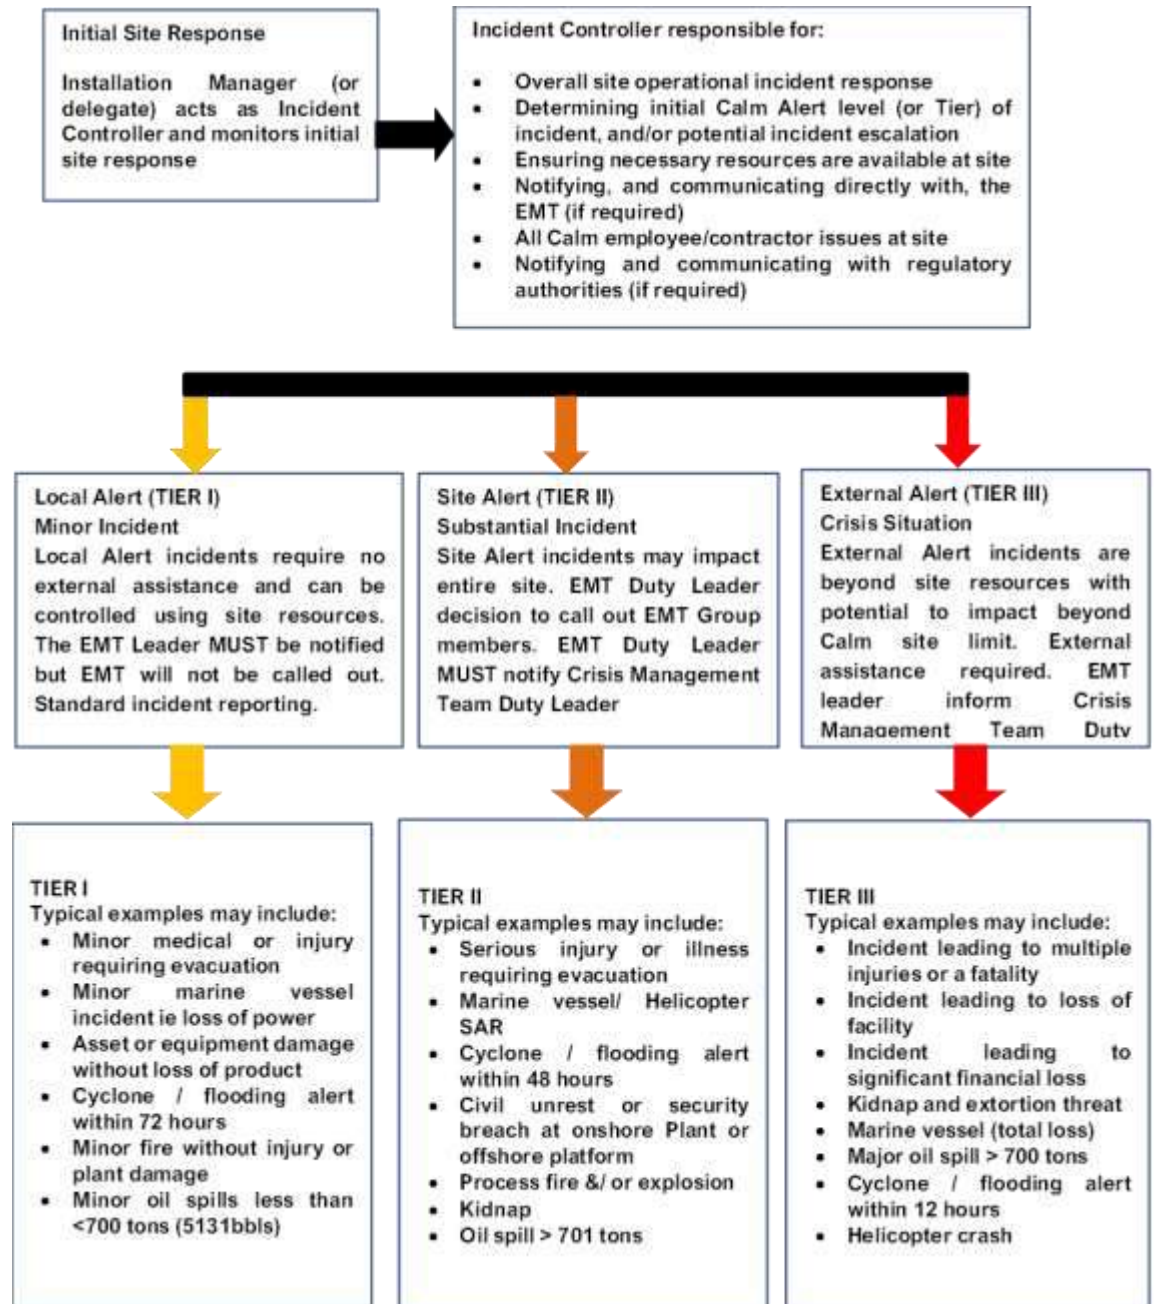 Initial Site Response
Installation Manager (or
delegate) acts as Incident
Controller and monitors initial
site response
Incident Controller responsible for:
• Overall site operational incident response
• Determining initial Calm Alert level (or Tier) of
incident, and/or potential incident escalation
• Ensuring necessary resources are available at site
• Notifying, and communicating directly with, the
EMT (if required)
• All Calm employee/contractor issues at site
• Notifying and communicating with regulatory
authorities (if required)
Local Alert (TIER I)
Minor Incident
Local Alert incidents require no
external assistance and can be
controlled using site resources.
The EMT Leader MUST be notified
but EMT will not be called out.
Standard incident reporting.
Site Alert (TIER II)
Substantial Incident
Site Alert incidents may impact
entire site. EMT Duty Leader
decision to call out EMT Group
members. EMT Duty Leader
MUST notify Crisis Management
Team Duty Leader
External Alert (TIER III)
Crisis Situation
External Alert incidents are
beyond site resources with
potential to impact beyond
Calm site limit. External
assistance required. EMT
leader inform Crisis
Management Team Duty
TIER I
Typical examples may include:
• Minor medical or injury
requiring evacuation
• Minor marine vessel
incident ie loss of power
• Asset or equipment damage
without loss of product
• Cyclone / flooding alert
within 72 hours
• Minor fire without injury or
plant damage
• Minor oil spills less than
<700 tons (5131bbls)
TIER II
Typical examples may include:
• Serious injury or illness
requiring evacuation
• Marine vessel/ Helicopter
SAR
• Cyclone / flooding alert
within 48 hours
• Civil unrest or security
breach at onshore Plant or
offshore platform
• Process fire &/ or explosion
• Kidnap
• Oil spill > 701 tons
TIER III
Typical examples may include:
• Incident leading to multiple
injuries or a fatality
• Incident leading to loss of
facility
• Incident leading to
significant financial loss
• Kidnap and extortion threat
• Marine vessel (total loss)
• Major oil spill > 700 tons
• Cyclone / flooding alert
within 12 hours
• Helicopter crash